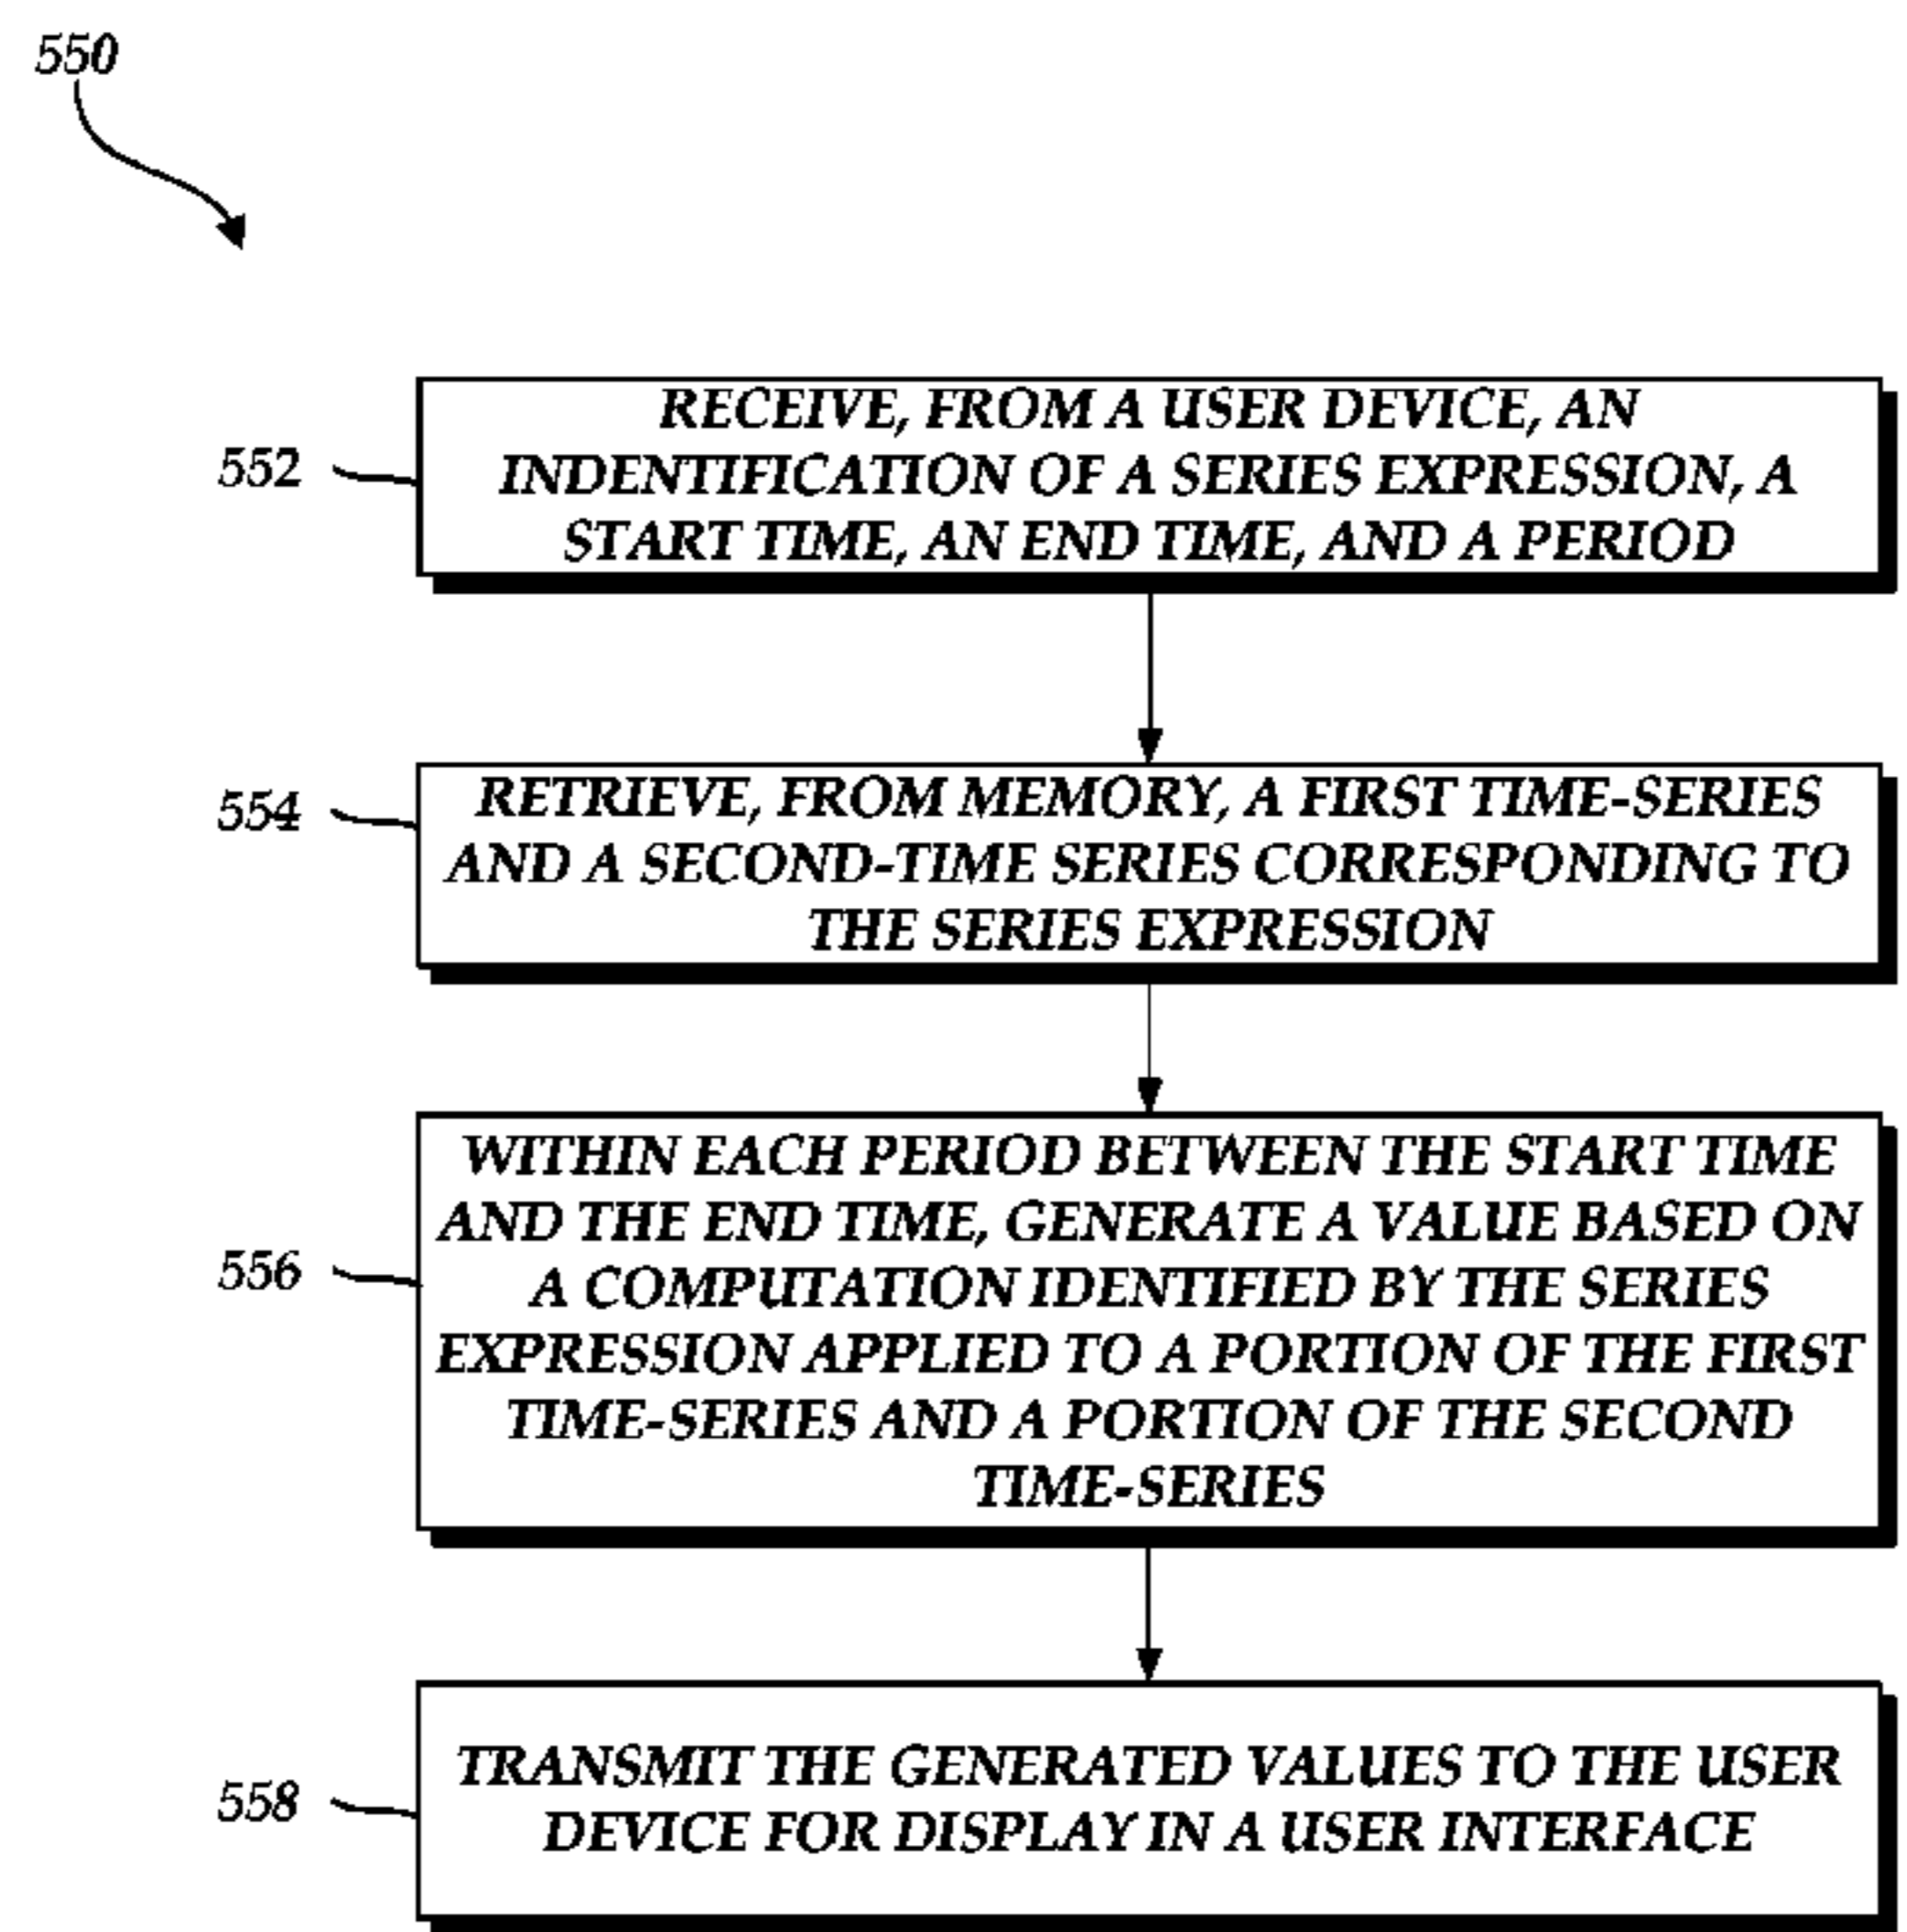 550
552
RECEIVE, FROM A USER DEVICE, AN
INDENTIFICATION OF A SERIES EXPRESSION, A
START TIME, AN END TIME, AND A PERIOD
554
RETRIEVE, FROM MEMORY, A FIRST TIME-SERIES
AND A SECOND-TIME SERIES CORRESPONDING TO
THE SERIES EXPRESSION
556
WITHIN EACH PERIOD BETWEEN THE START TIME
AND THE END TIME, GENERATE A VALUE BASED ON
A COMPUTATION IDENTIFIED BY THE SERIES
EXPRESSION APPLIED TO A PORTION OF THE FIRST
TIME-SERIES AND A PORTION OF THE SECOND
TIME-SERIES
558
TRANSMIT THE GENERATED VALUES TO THE USER
DEVICE FOR DISPLAY IN A USER INTERFACE